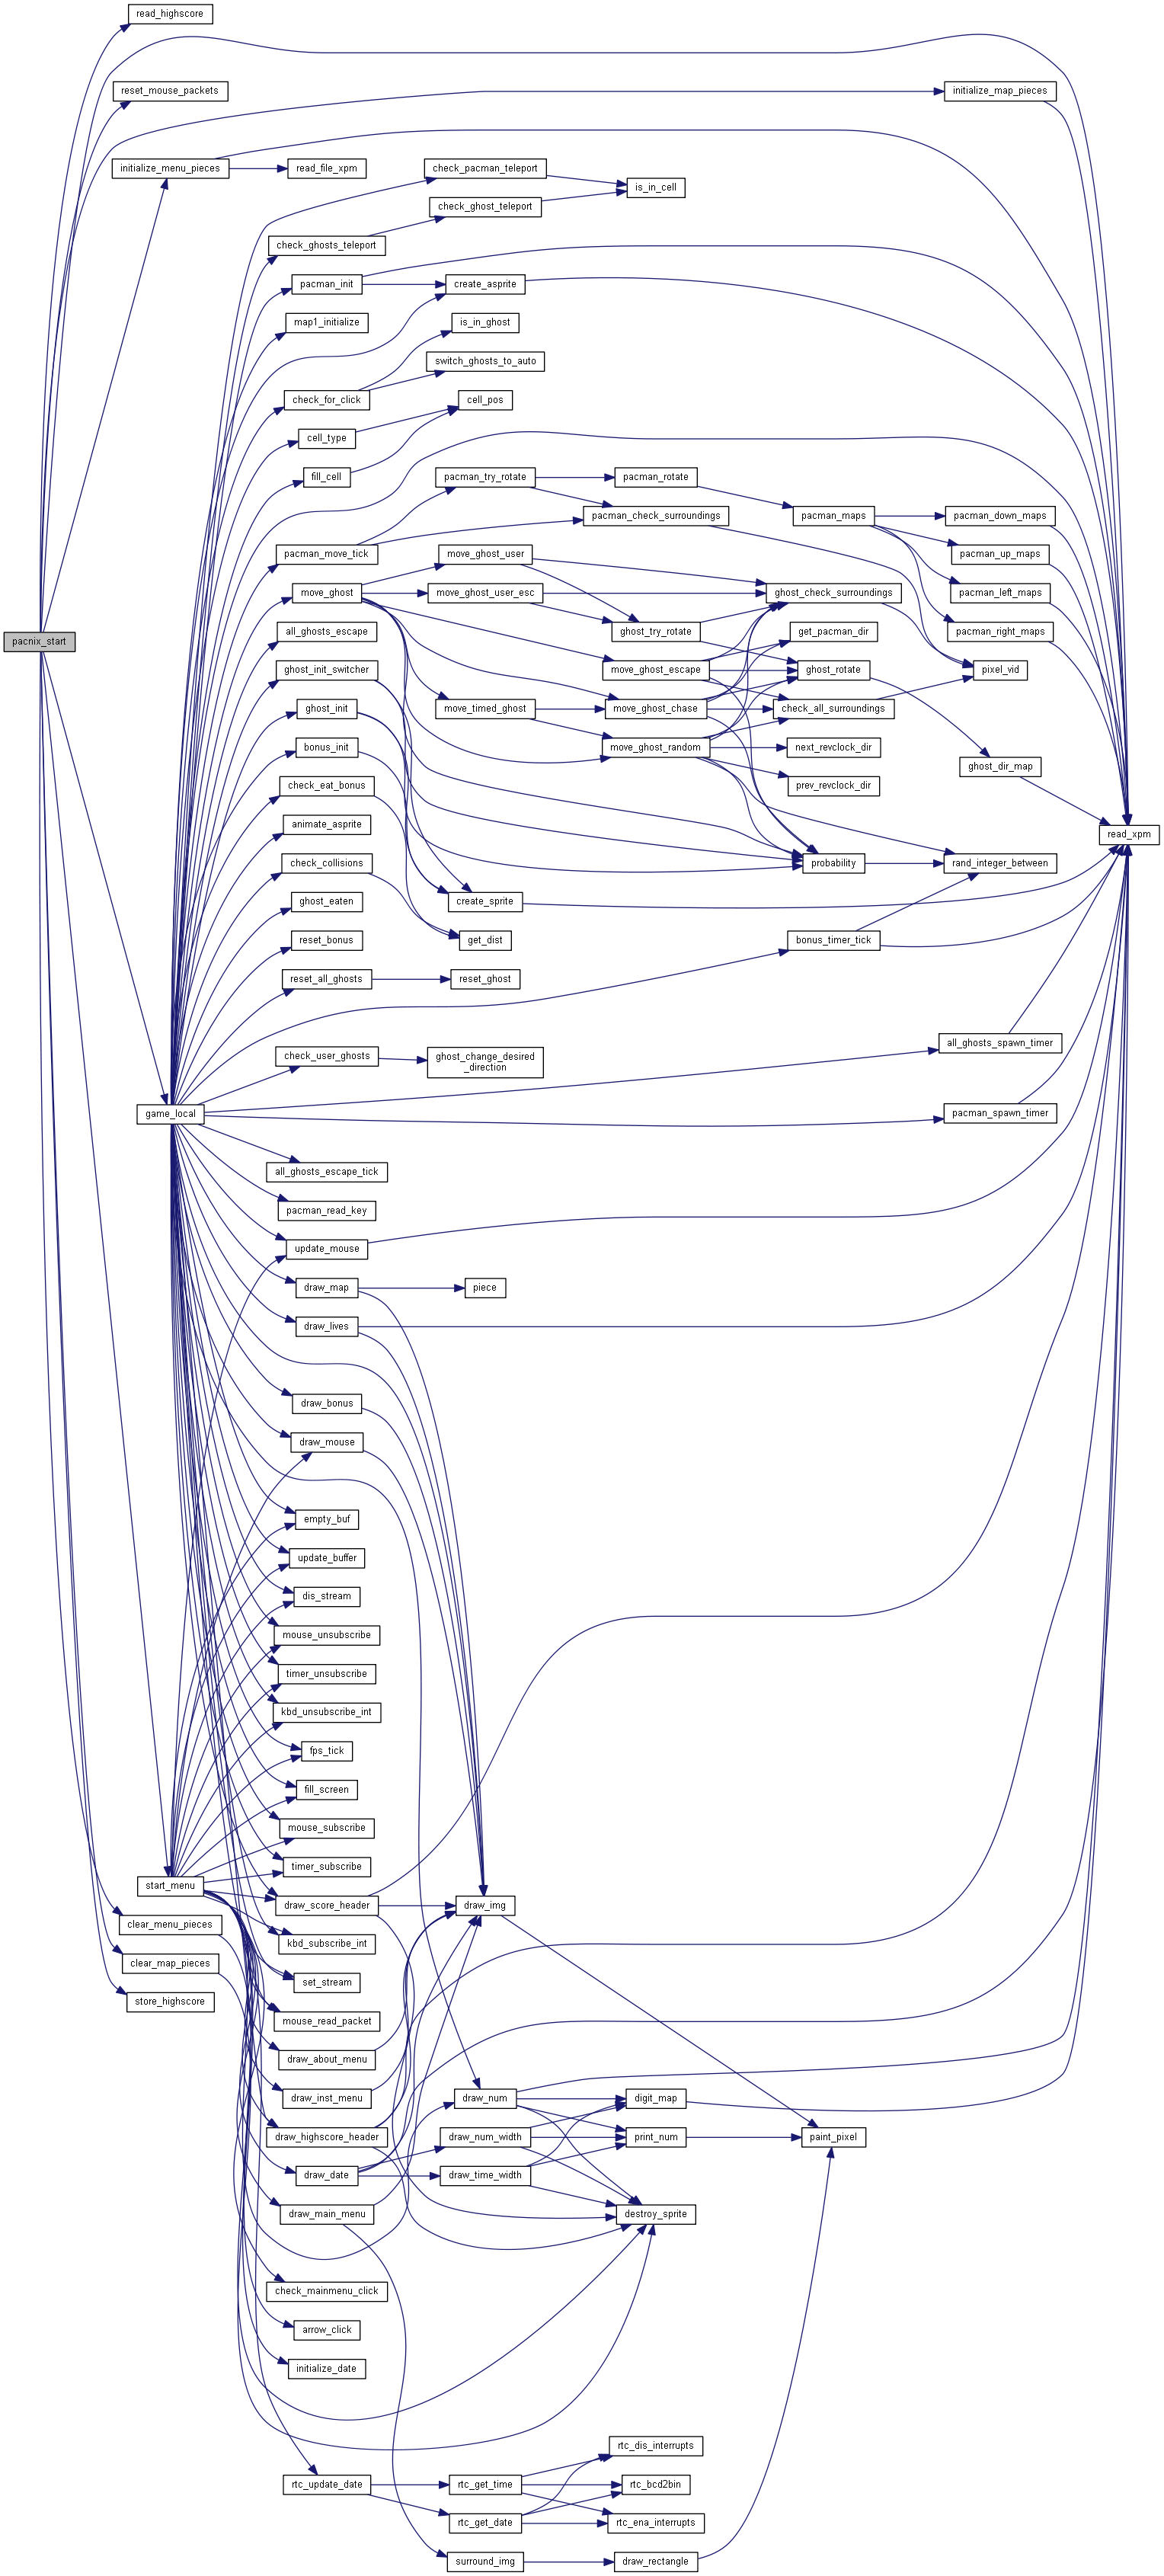 read_highscore
reset_mouse_packets
initialize_map_pieces
initialize_menu_pieces
read_file_xpm
check_pacman_teleport
is_in_cell
check_ghost_teleport
check_ghosts_teleport
pacman_init
create_asprite
map1_initialize
is_in_ghost
switch_ghosts_to_auto
check_for_click
cell_pos
cell_type
fill_cell
pacman_try_rotate
pacman_rotate
pacman_check_surroundings
pacman_maps
pacman_down_maps
pacman_move_tick
move_ghost_user
pacman_up_maps
move_ghost
move_ghost_user_esc
ghost_check_surroundings
pacman_left_maps
pacnix_start
all_ghosts_escape
ghost_try_rotate
get_pacman_dir
pacman_right_maps
ghost_init_switcher
move_ghost_escape
ghost_rotate
pixel_vid
ghost_init
move_timed_ghost
move_ghost_chase
check_all_surroundings
bonus_init
move_ghost_random
next_revclock_dir
ghost_dir_map
check_eat_bonus
prev_revclock_dir
animate_asprite
read_xpm
check_collisions
probability
rand_integer_between
ghost_eaten
create_sprite
reset_bonus
get_dist
bonus_timer_tick
reset_all_ghosts
reset_ghost
check_user_ghosts
ghost_change_desired
_direction
all_ghosts_spawn_timer
game_local
pacman_spawn_timer
all_ghosts_escape_tick
pacman_read_key
update_mouse
draw_map
piece
draw_lives
draw_bonus
draw_mouse
empty_buf
update_buffer
dis_stream
mouse_unsubscribe
timer_unsubscribe
kbd_unsubscribe_int
fps_tick
fill_screen
mouse_subscribe
timer_subscribe
start_menu
draw_score_header
draw_img
clear_menu_pieces
kbd_subscribe_int
clear_map_pieces
set_stream
store_highscore
mouse_read_packet
draw_about_menu
draw_inst_menu
draw_num
digit_map
draw_highscore_header
draw_num_width
print_num
paint_pixel
draw_date
draw_time_width
draw_main_menu
destroy_sprite
check_mainmenu_click
arrow_click
initialize_date
rtc_dis_interrupts
rtc_update_date
rtc_get_time
rtc_bcd2bin
rtc_get_date
rtc_ena_interrupts
surround_img
draw_rectangle